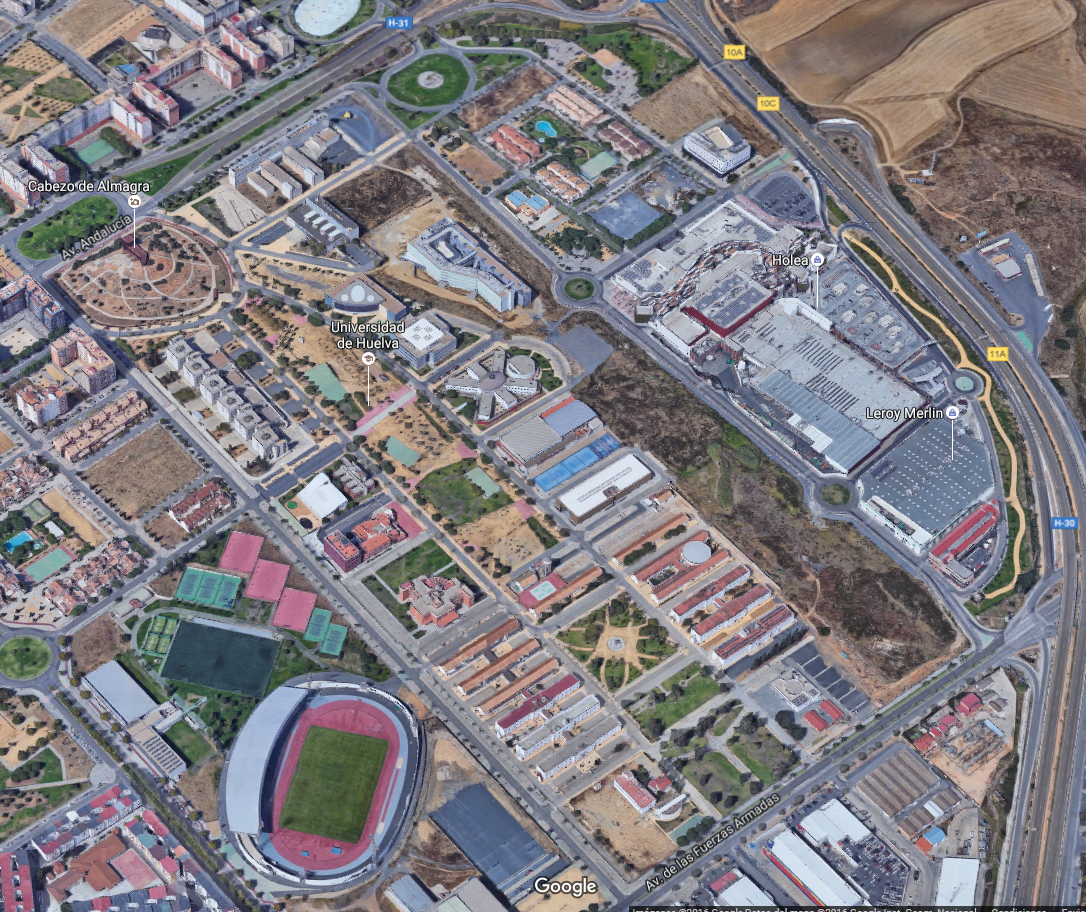 H-31
10A
10C
Cabezo de Almagra
Av. Andalucía
Holea
Universidad
de Huelva
11A
Leroy Merlin
H-30
Av. de las Fuerzas Armadas
Google